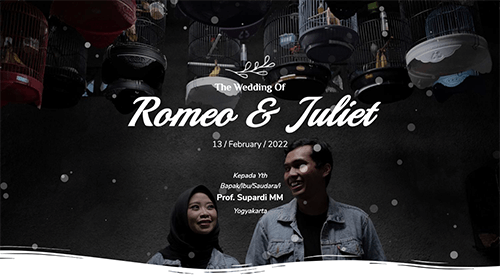 The Wedding Of
Romeo & Juliet
13 / February / 2022
Kepada Yth
Bapak/Ibu/Saudara/i
Prof. Supardi MM
Yogyakarta